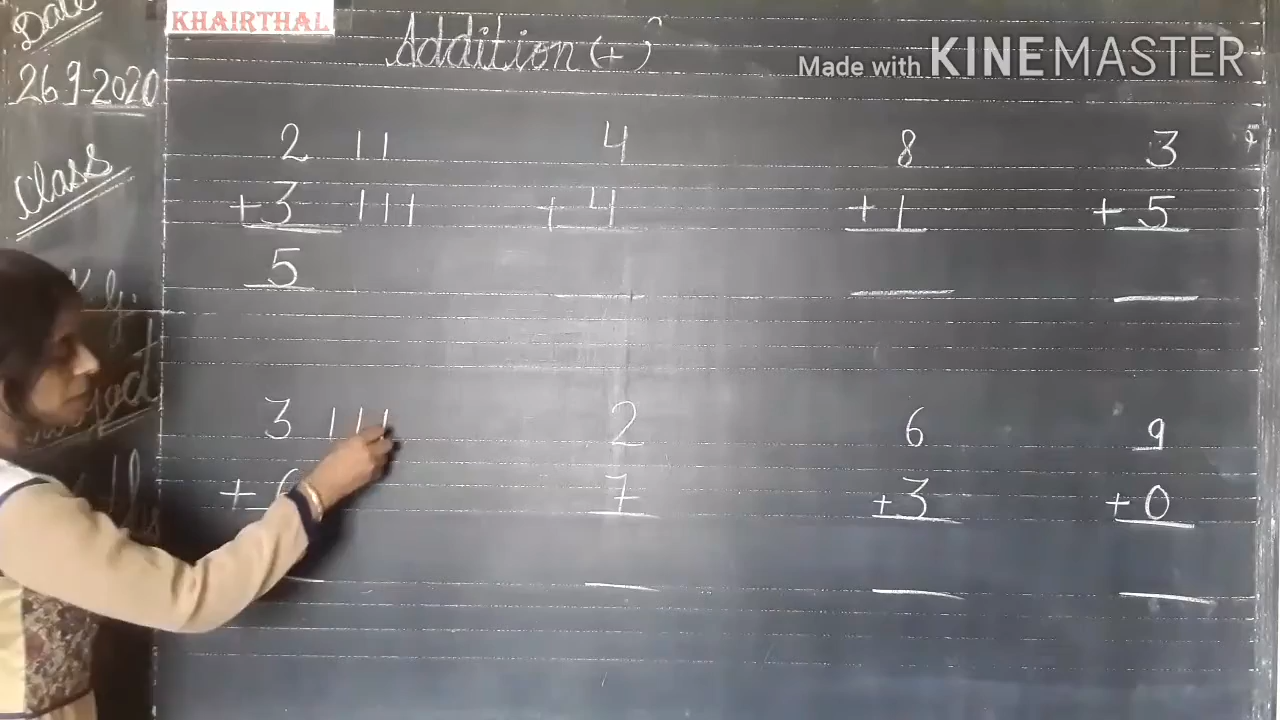 Date
KHAIRTHAL
Addition (+)
Made with KINEMASTER
26 9-2020
2 11 4 8 3
+3 111 +4 +1 +5
5
Class
3 111 2 6 9
+ 7 +3 +0